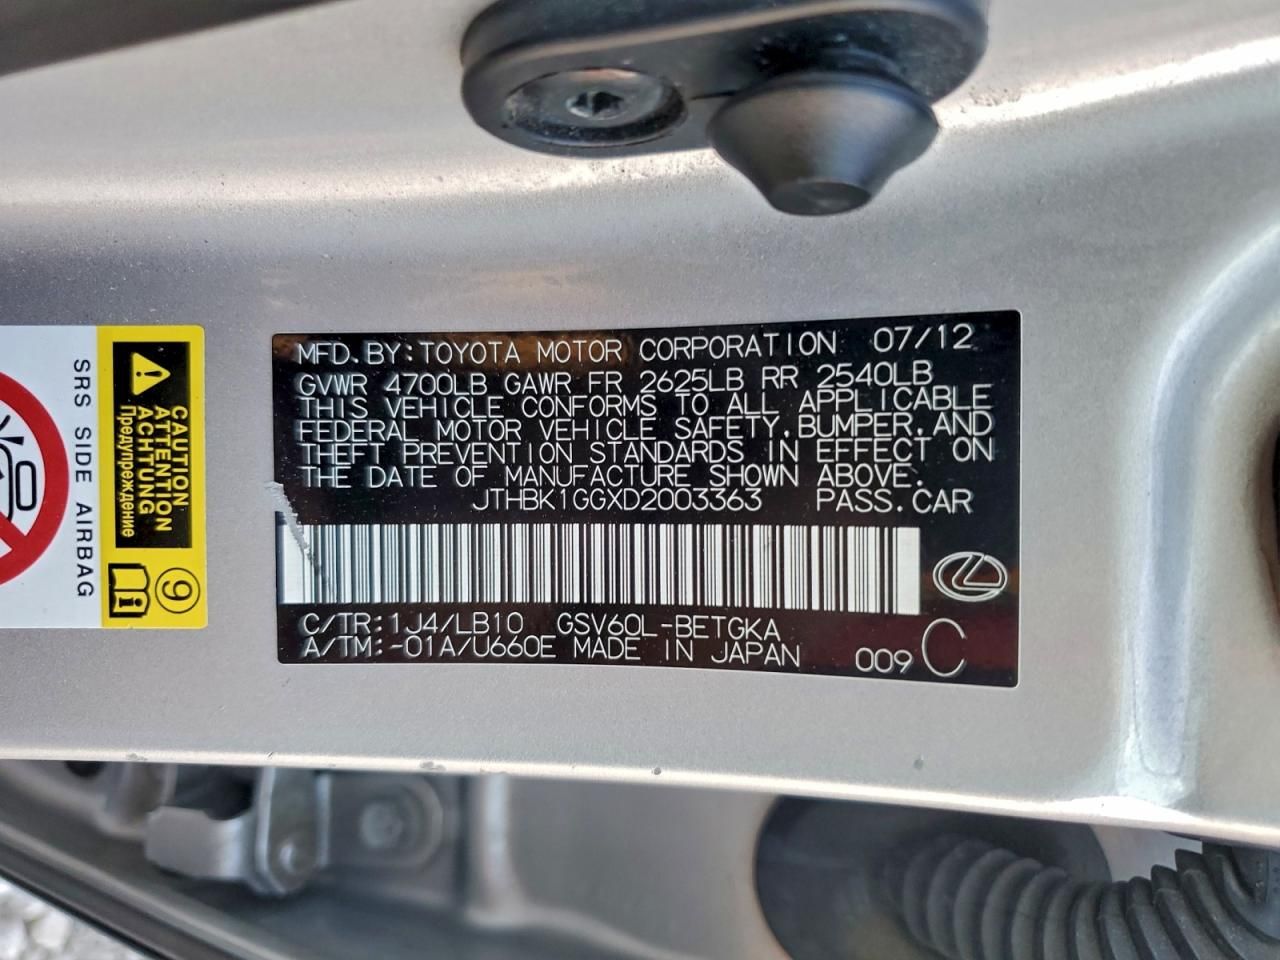 MFD.BY:TOYOTA MOTOR CORPORATION 07/12
GVWR 4700LB GAWR FR 2625LB RR 2540LB
THIS VEHICLE CONFORMS TO ALL APPLICABLE
FEDERAL MOTOR VEHICLE SAFETY,BUMPER,AND
THEFT PREVENTION STANDARDS IN EFFECT ON
THE DATE OF MANUFACTURE SHOWN ABOVE.
JTHBK1GGXD2003363 PASS.CAR
C/TR:1J4/LB10 GSV60L-BETGKA
A/TM:-01A/U660E MADE IN JAPAN 009 C
CAUTION
ATTENTION
ACHTUNG
Предупреждение
9
SRS SIDE AIRBAG